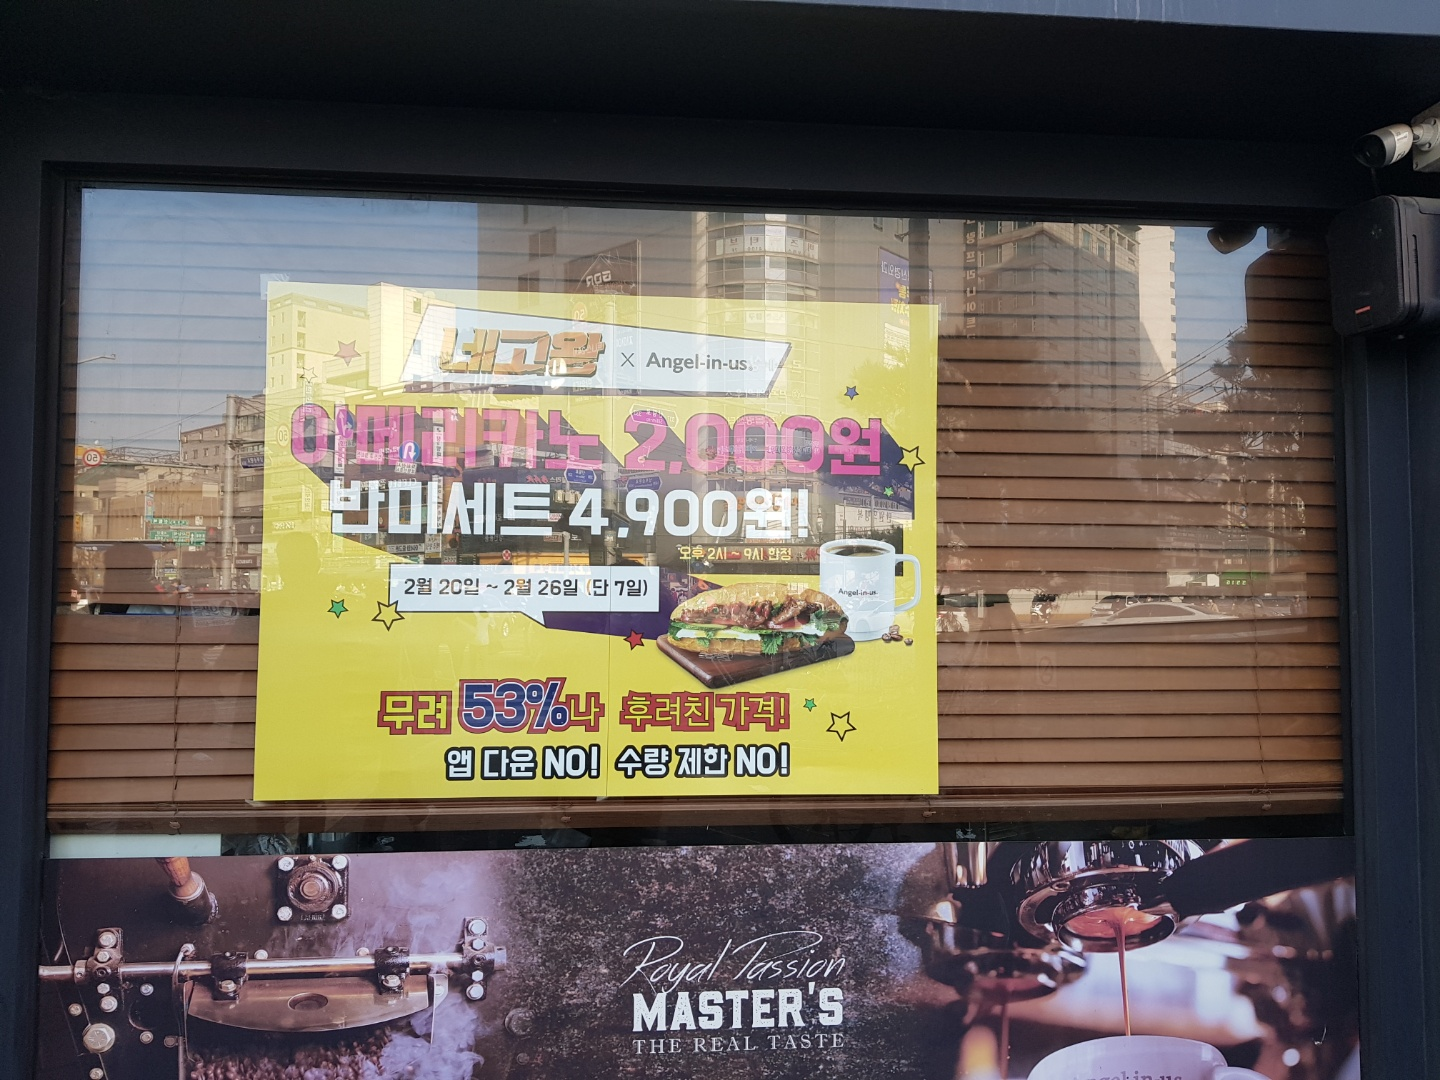 네고왕 X Angel-in-us
아메리카노 2,000원
반미세트 4,900원!
오후 2시 ~ 9시 한정
2월 20일 ~ 2월 26일 (단 7일)
Angel-in-us
무려 53%나 후려친 가격!
앱 다운 NO! 수량 제한 NO!
Royal Passion
MASTER'S
THE REAL TASTE
Angel-in-us